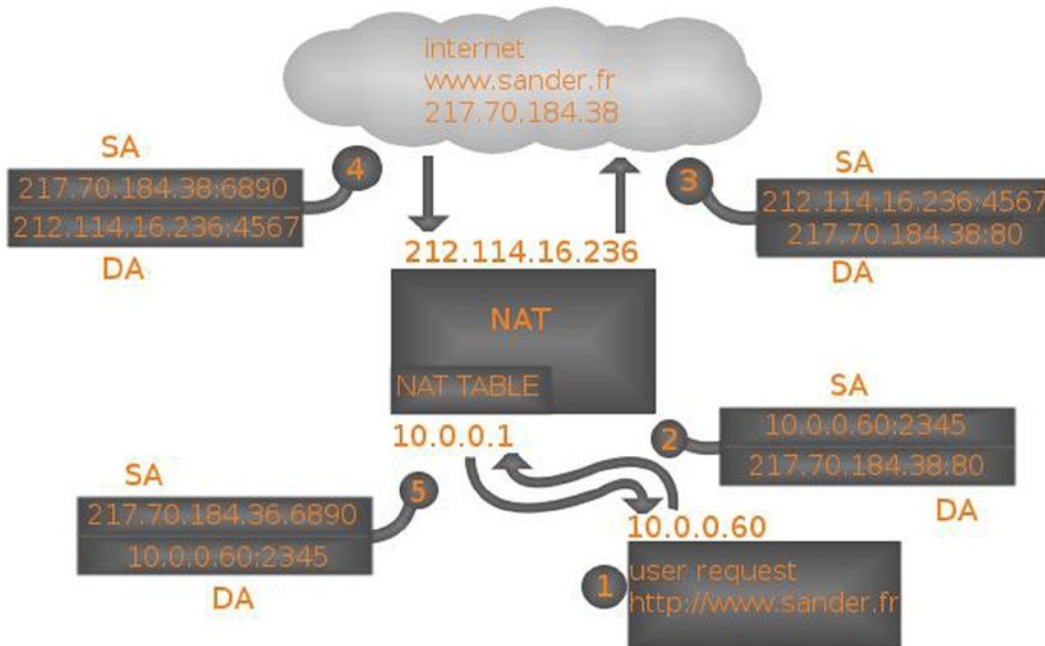 internet
www.sander.fr
217.70.184.38
SA
217.70.184.38:6890
212.114.16.236:4567
DA
4
3
SA
212.114.16.236:4567
217.70.184.38:80
DA
212.114.16.236
NAT
NAT TABLE
10.0.0.1
2
SA
10.0.0.60:2345
217.70.184.38:80
DA
SA
217.70.184.36.6890
10.0.0.60:2345
DA
5
10.0.0.60
1
user request
http://www.sander.fr